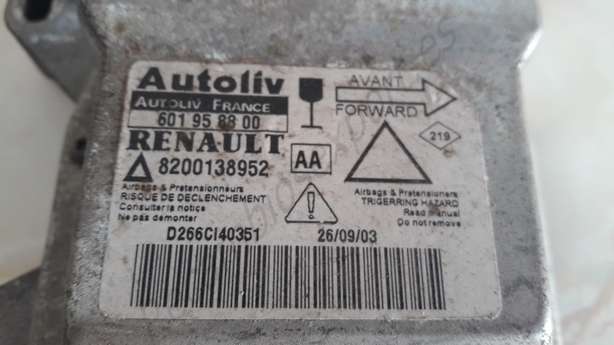 Autoliv
AUTOLIV FRANCE
601 95 88 00
RENAULT
8200138952
AA
AVANT
FORWARD
219
Airbags & Pretensionneurs
RISQUE DE DECLENCHEMENT
Consulter la notice
Ne pas demonter
Airbags & Pretensioners
TRIGERRING HAZARD
Read manual
Do not remove
D266CI40351
26/09/03